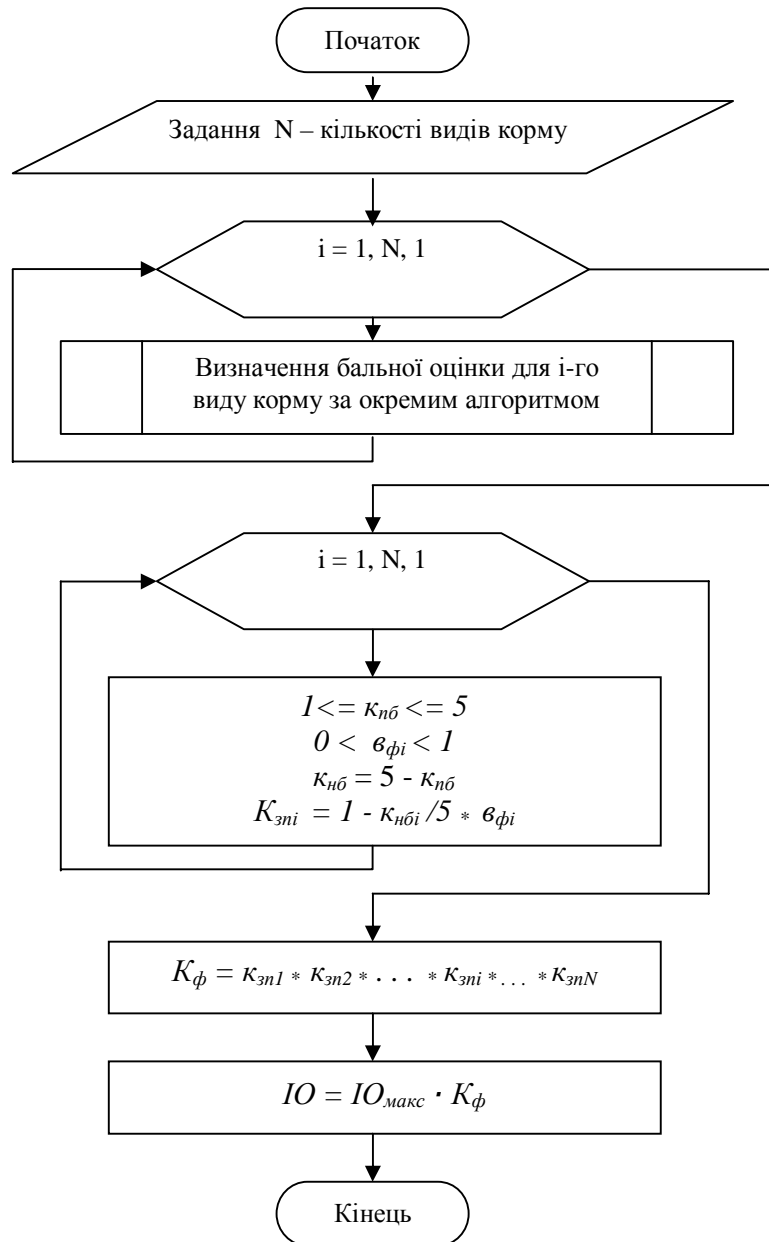 Початок
Задання N – кількості видів корму
i = 1, N, 1
Визначення бальної оцінки для і-го
виду корму за окремим алгоритмом
i = 1, N, 1
1<= кпб <= 5
0 < вфі < 1
кнб = 5 - кпб
Кзпі = 1 - кнбі /5 * вфі
Кф = кзп1 * кзп2 * . . . * кзпі *. . . * кзпN
ІО = ІОмакс · Кф
Кінець